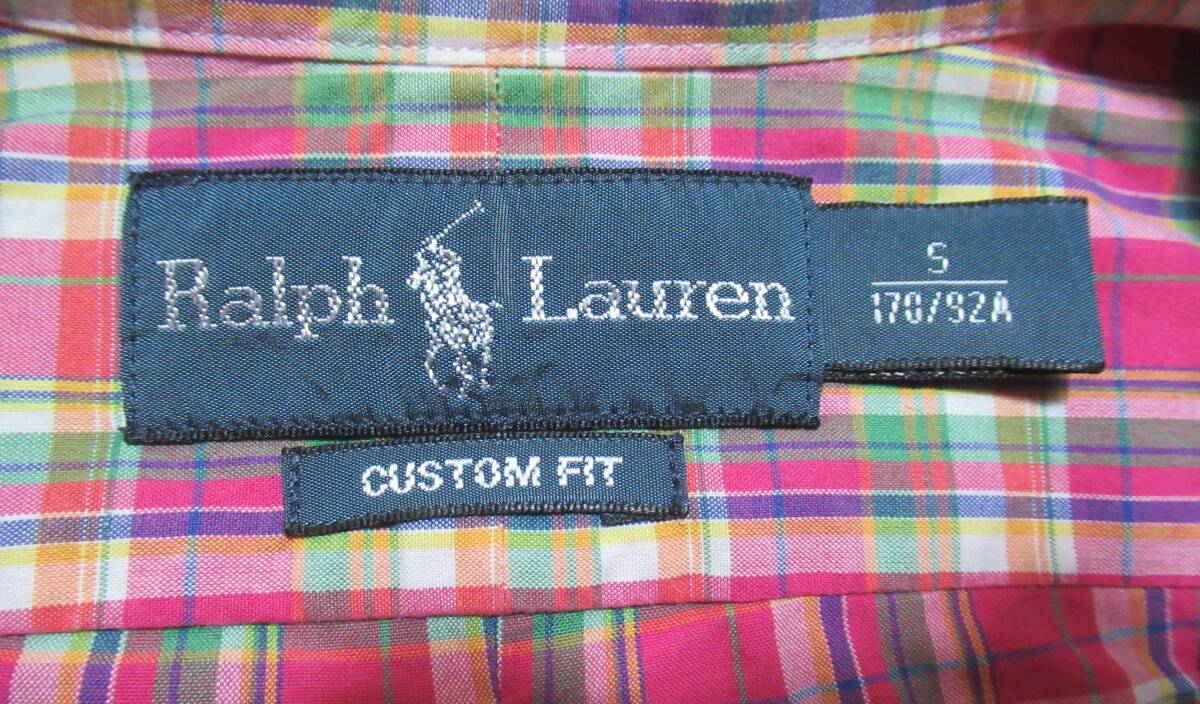 Ralph Lauren
S
170/92A
CUSTOM FIT